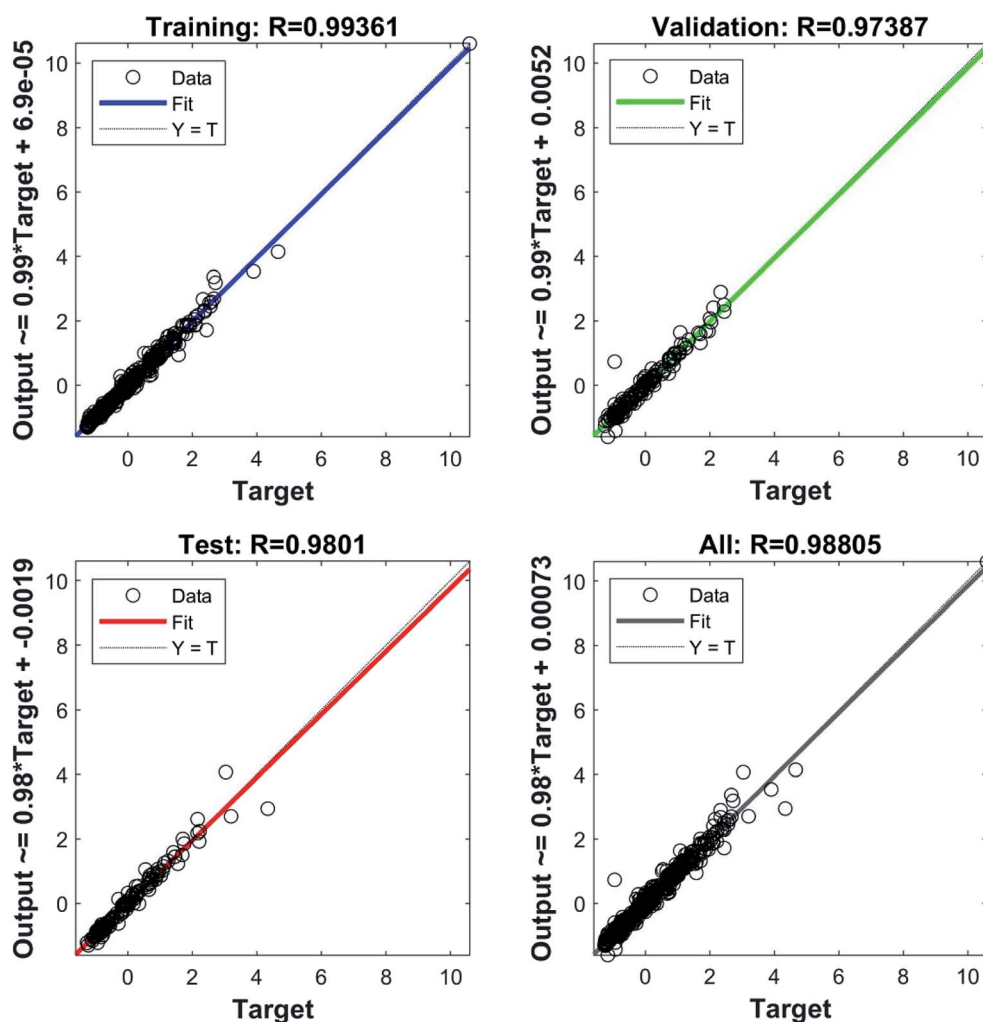 Training: R=0.99361
Output ~= 0.99*Target + 6.9e-05
Data
Fit
Y = T
10
8
6
4
2
0
0 2 4 6 8 10
Target
Validation: R=0.97387
Output ~= 0.99*Target + 0.0052
Data
Fit
Y = T
10
8
6
4
2
0
0 2 4 6 8 10
Target
Test: R=0.9801
Output ~= 0.98*Target + -0.0019
Data
Fit
Y = T
10
8
6
4
2
0
0 2 4 6 8 10
Target
All: R=0.98805
Output ~= 0.98*Target + 0.00073
Data
Fit
Y = T
10
8
6
4
2
0
0 2 4 6 8 10
Target